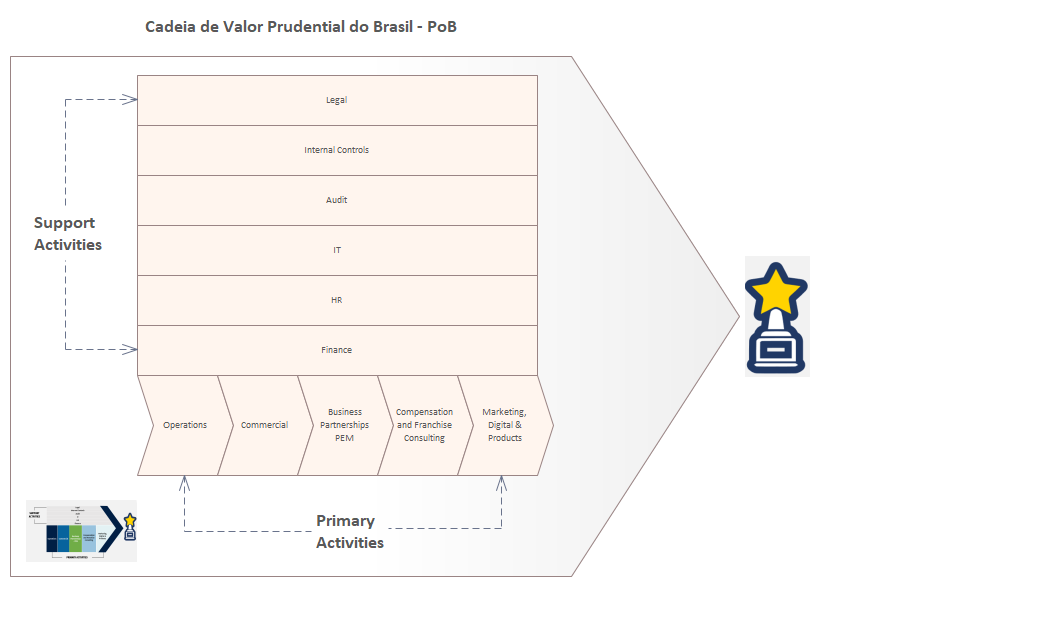 Cadeia de Valor Prudential do Brasil - PoB
Legal
Internal Controls
Audit
IT
HR
Finance
Support
Activities
Operations
Commercial
Business
Partnerships
PEM
Compensation
and Franchise
Consulting
Marketing,
Digital &
Products
Primary
Activities